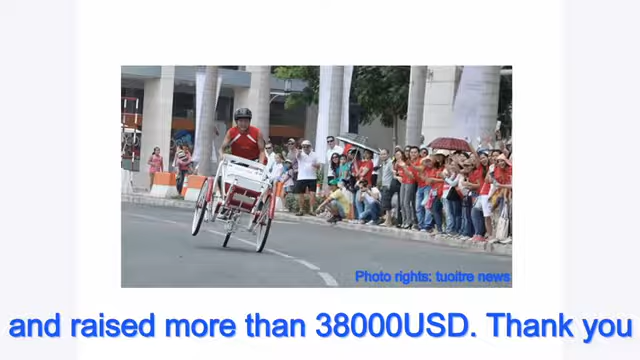 Photo rights: tuoitre news
and raised more than 38000USD. Thank you